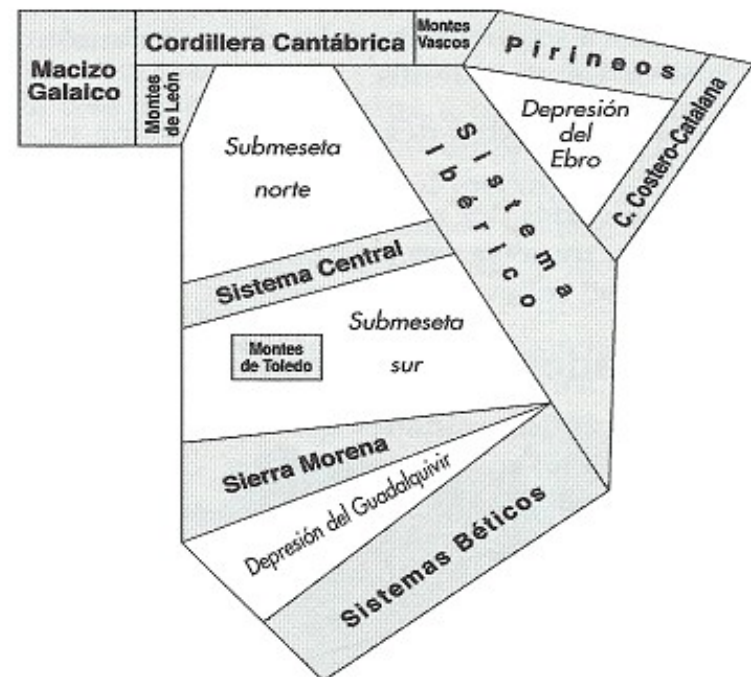 Macizo
Galaico
Cordillera Cantábrica
Montes
Vascos
Pirineos
Montes
de León
Submeseta
norte
Sistema
Ibérico
Depresión
del
Ebro
C. Costero-Catalana
Sistema Central
Submeseta
sur
Montes
de Toledo
Sierra Morena
Depresión del Guadalquivir
Sistemas Béticos